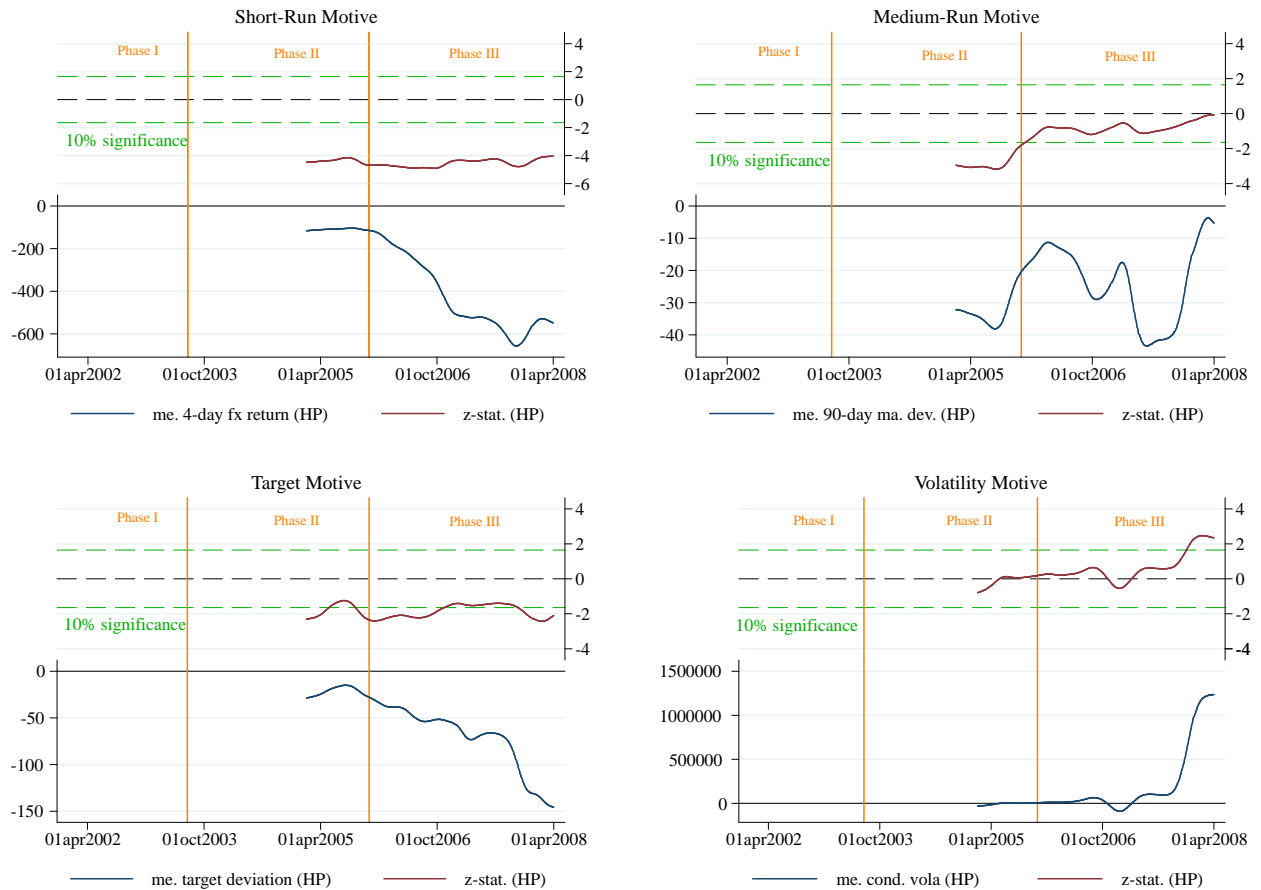 Short-Run Motive
Phase I
Phase II
Phase III
4
2
0
-2
-4
-6
10% significance
0
-200
-400
-600
01apr2002
01oct2003
01apr2005
01oct2006
01apr2008
me. 4-day fx return (HP)
z-stat. (HP)
Medium-Run Motive
Phase I
Phase II
Phase III
4
2
0
-2
-4
10% significance
0
-10
-20
-30
-40
01apr2002
01oct2003
01apr2005
01oct2006
01apr2008
me. 90-day ma. dev. (HP)
z-stat. (HP)
Target Motive
Phase I
Phase II
Phase III
4
2
0
-2
-4
10% significance
0
-50
-100
-150
01apr2002
01oct2003
01apr2005
01oct2006
01apr2008
me. target deviation (HP)
z-stat. (HP)
Volatility Motive
Phase I
Phase II
Phase III
4
2
0
-2
-4
10% significance
1500000
1000000
500000
0
01apr2002
01oct2003
01apr2005
01oct2006
01apr2008
me. cond. vola (HP)
z-stat. (HP)